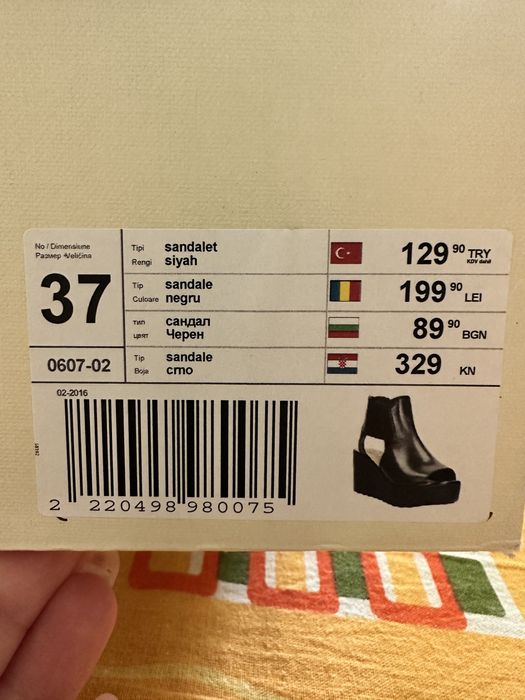 No / Dimensiune
Размер -Veličina
37
0607-02
Tipi sandalet
Rengi siyah
129 90 TRY
KDV dahil
Tip sandale
Culoare negru
199 90 LEI
тип сандал
цвят Черен
89 90 BGN
Tip sandale
Boja crno
329 KN
02-2016
2 220498 980075